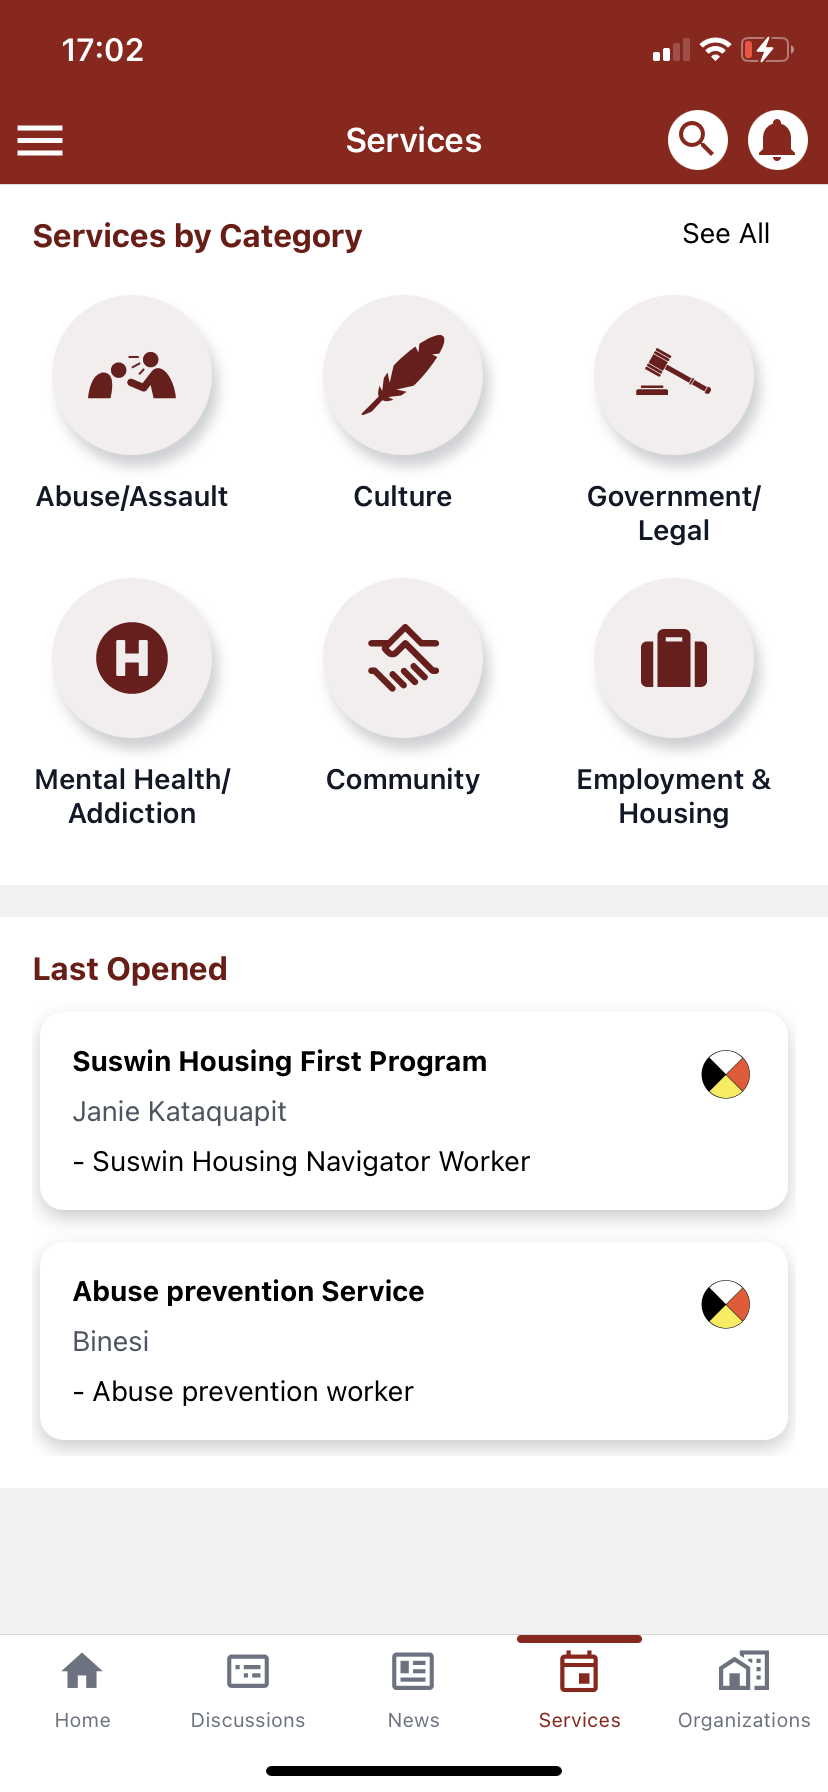 17:02
Services
Services by Category
See All
Abuse/Assault
Culture
Government/
Legal
H
Mental Health/
Addiction
Community
Employment &
Housing
Last Opened
Suswin Housing First Program
Janie Kataquapit
- Suswin Housing Navigator Worker
Abuse prevention Service
Binesi
- Abuse prevention worker
Home
Discussions
News
Services
Organizations